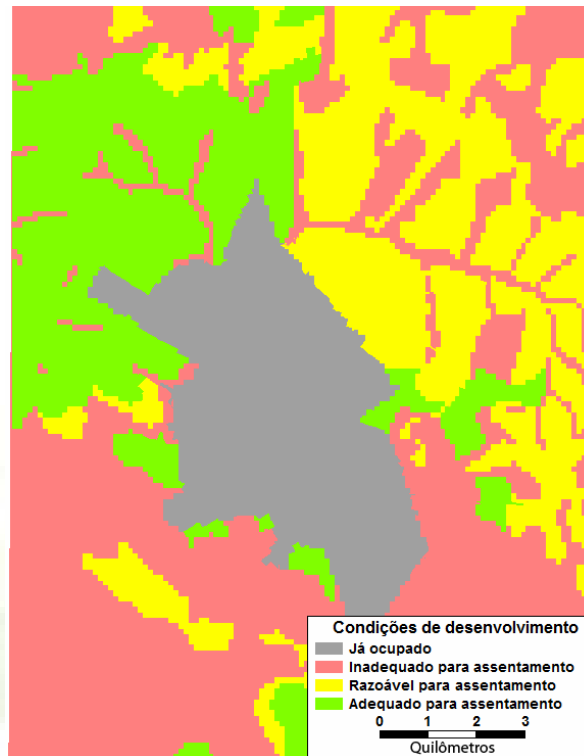 Condições de desenvolvimento
Já ocupado
Inadequado para assentamento
Razoável para assentamento
Adequado para assentamento
0 1 2 3
Quilômetros